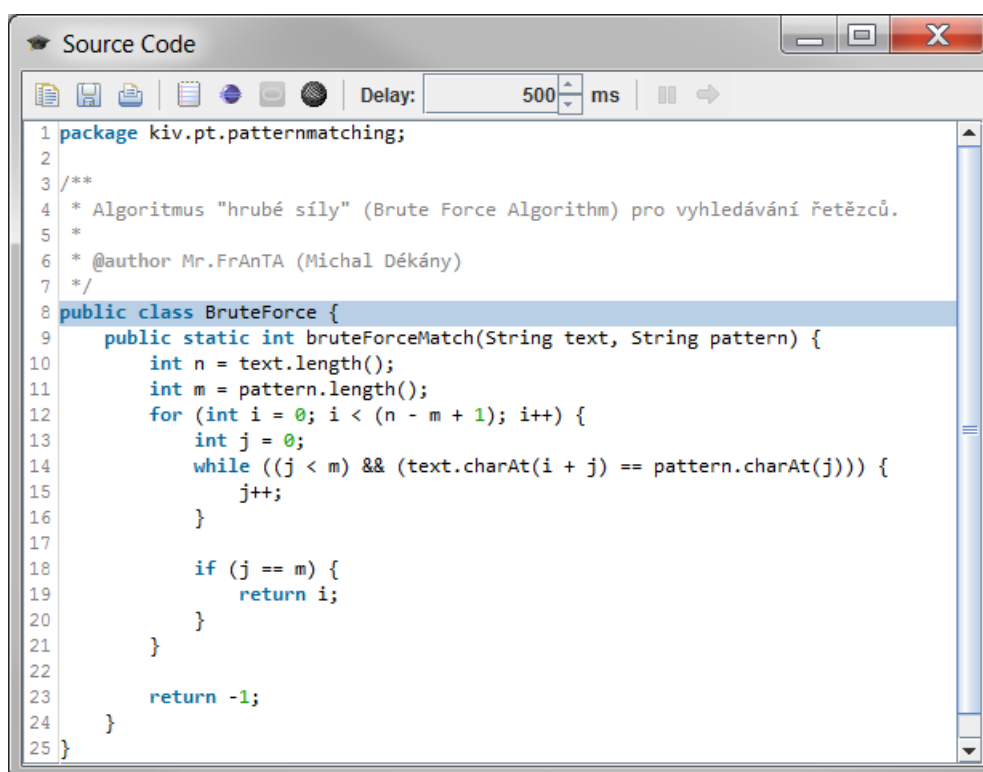 Source Code
Delay: 500 ms
1 package kiv.pt.patternmatching;
2
3 /**
4  * Algoritmus "hrubé síly" (Brute Force Algorithm) pro vyhledávání řetězců.
5  *
6  * @author Mr.FrAnTA (Michal Dékány)
7  */
8 public class BruteForce {
9     public static int bruteForceMatch(String text, String pattern) {
10         int n = text.length();
11         int m = pattern.length();
12         for (int i = 0; i < (n - m + 1); i++) {
13             int j = 0;
14             while ((j < m) && (text.charAt(i + j) == pattern.charAt(j))) {
15                 j++;
16             }
17
18             if (j == m) {
19                 return i;
20             }
21         }
22
23         return -1;
24     }
25 }